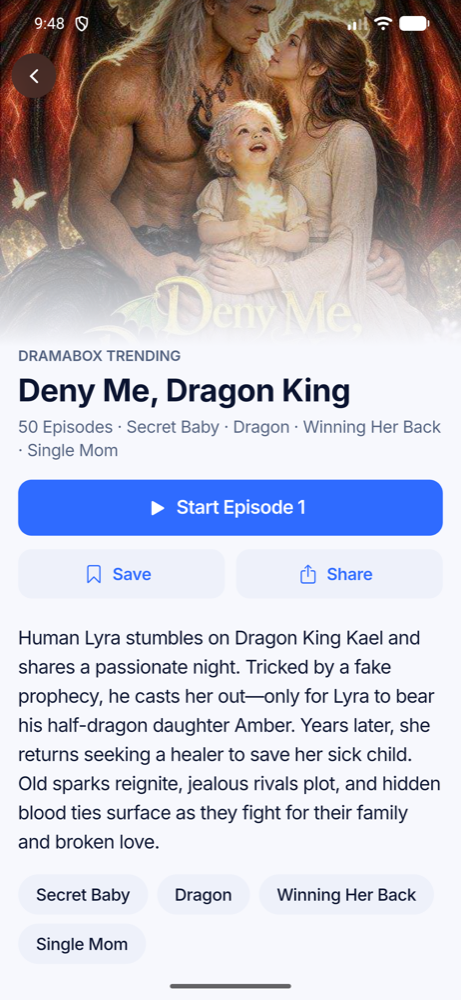 9:48
Deny Me,
DRAMABOX TRENDING
Deny Me, Dragon King
50 Episodes · Secret Baby · Dragon · Winning Her Back
· Single Mom
Start Episode 1
Save
Share
Human Lyra stumbles on Dragon King Kael and
shares a passionate night. Tricked by a fake
prophecy, he casts her out—only for Lyra to bear
his half-dragon daughter Amber. Years later, she
returns seeking a healer to save her sick child.
Old sparks reignite, jealous rivals plot, and hidden
blood ties surface as they fight for their family
and broken love.
Secret Baby
Dragon
Winning Her Back
Single Mom